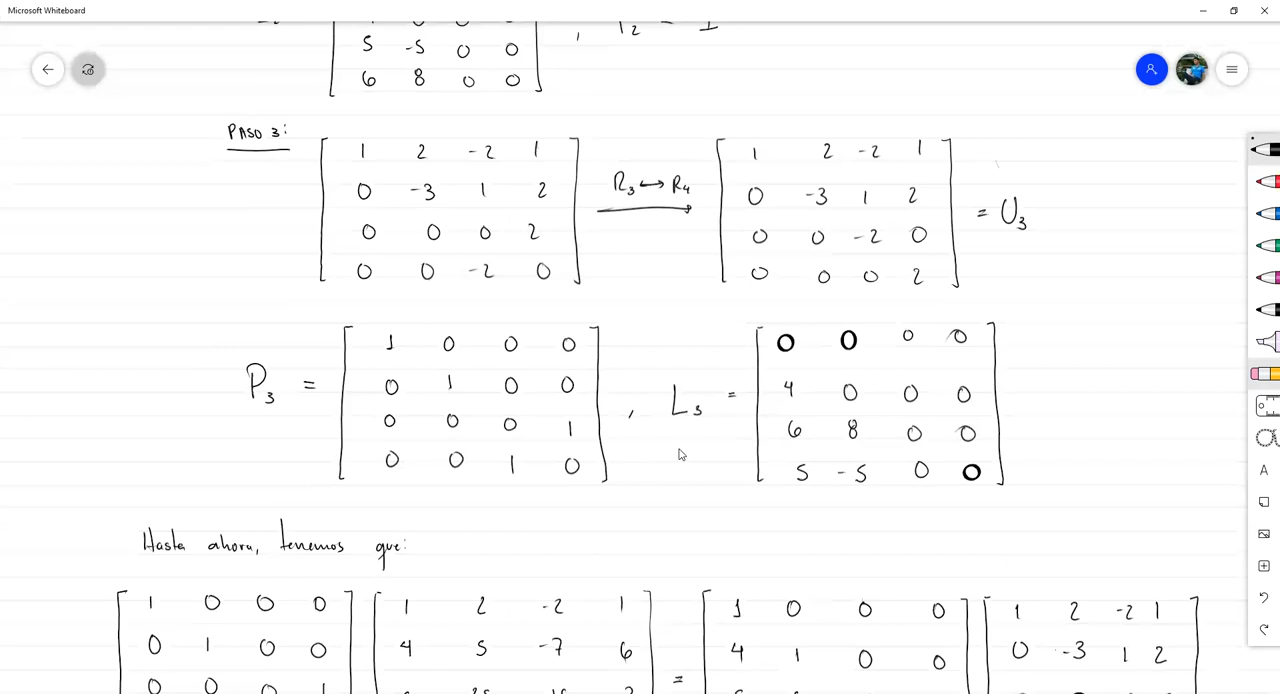 Microsoft Whiteboard
5 -5 0 0
6 8 0 0
PASO 3:
1 2 -2 1
0 -3 1 2
0 0 0 2
0 0 -2 0
R3 ↔ R4
1 2 -2 1
0 -3 1 2
0 0 -2 0
0 0 0 2
= U3
P3 =
1 0 0 0
0 1 0 0
0 0 0 1
0 0 1 0
, L3 =
0 0 0 0
4 0 0 0
6 8 0 0
5 -5 0 0
Hasta ahora, tenemos que:
1 0 0 0
0 1 0 0
0 0 0 1
1 2 -2 1
4 5 -7 6
=
1 0 0 0
4 1 0 0
1 2 -2 1
0 -3 1 2